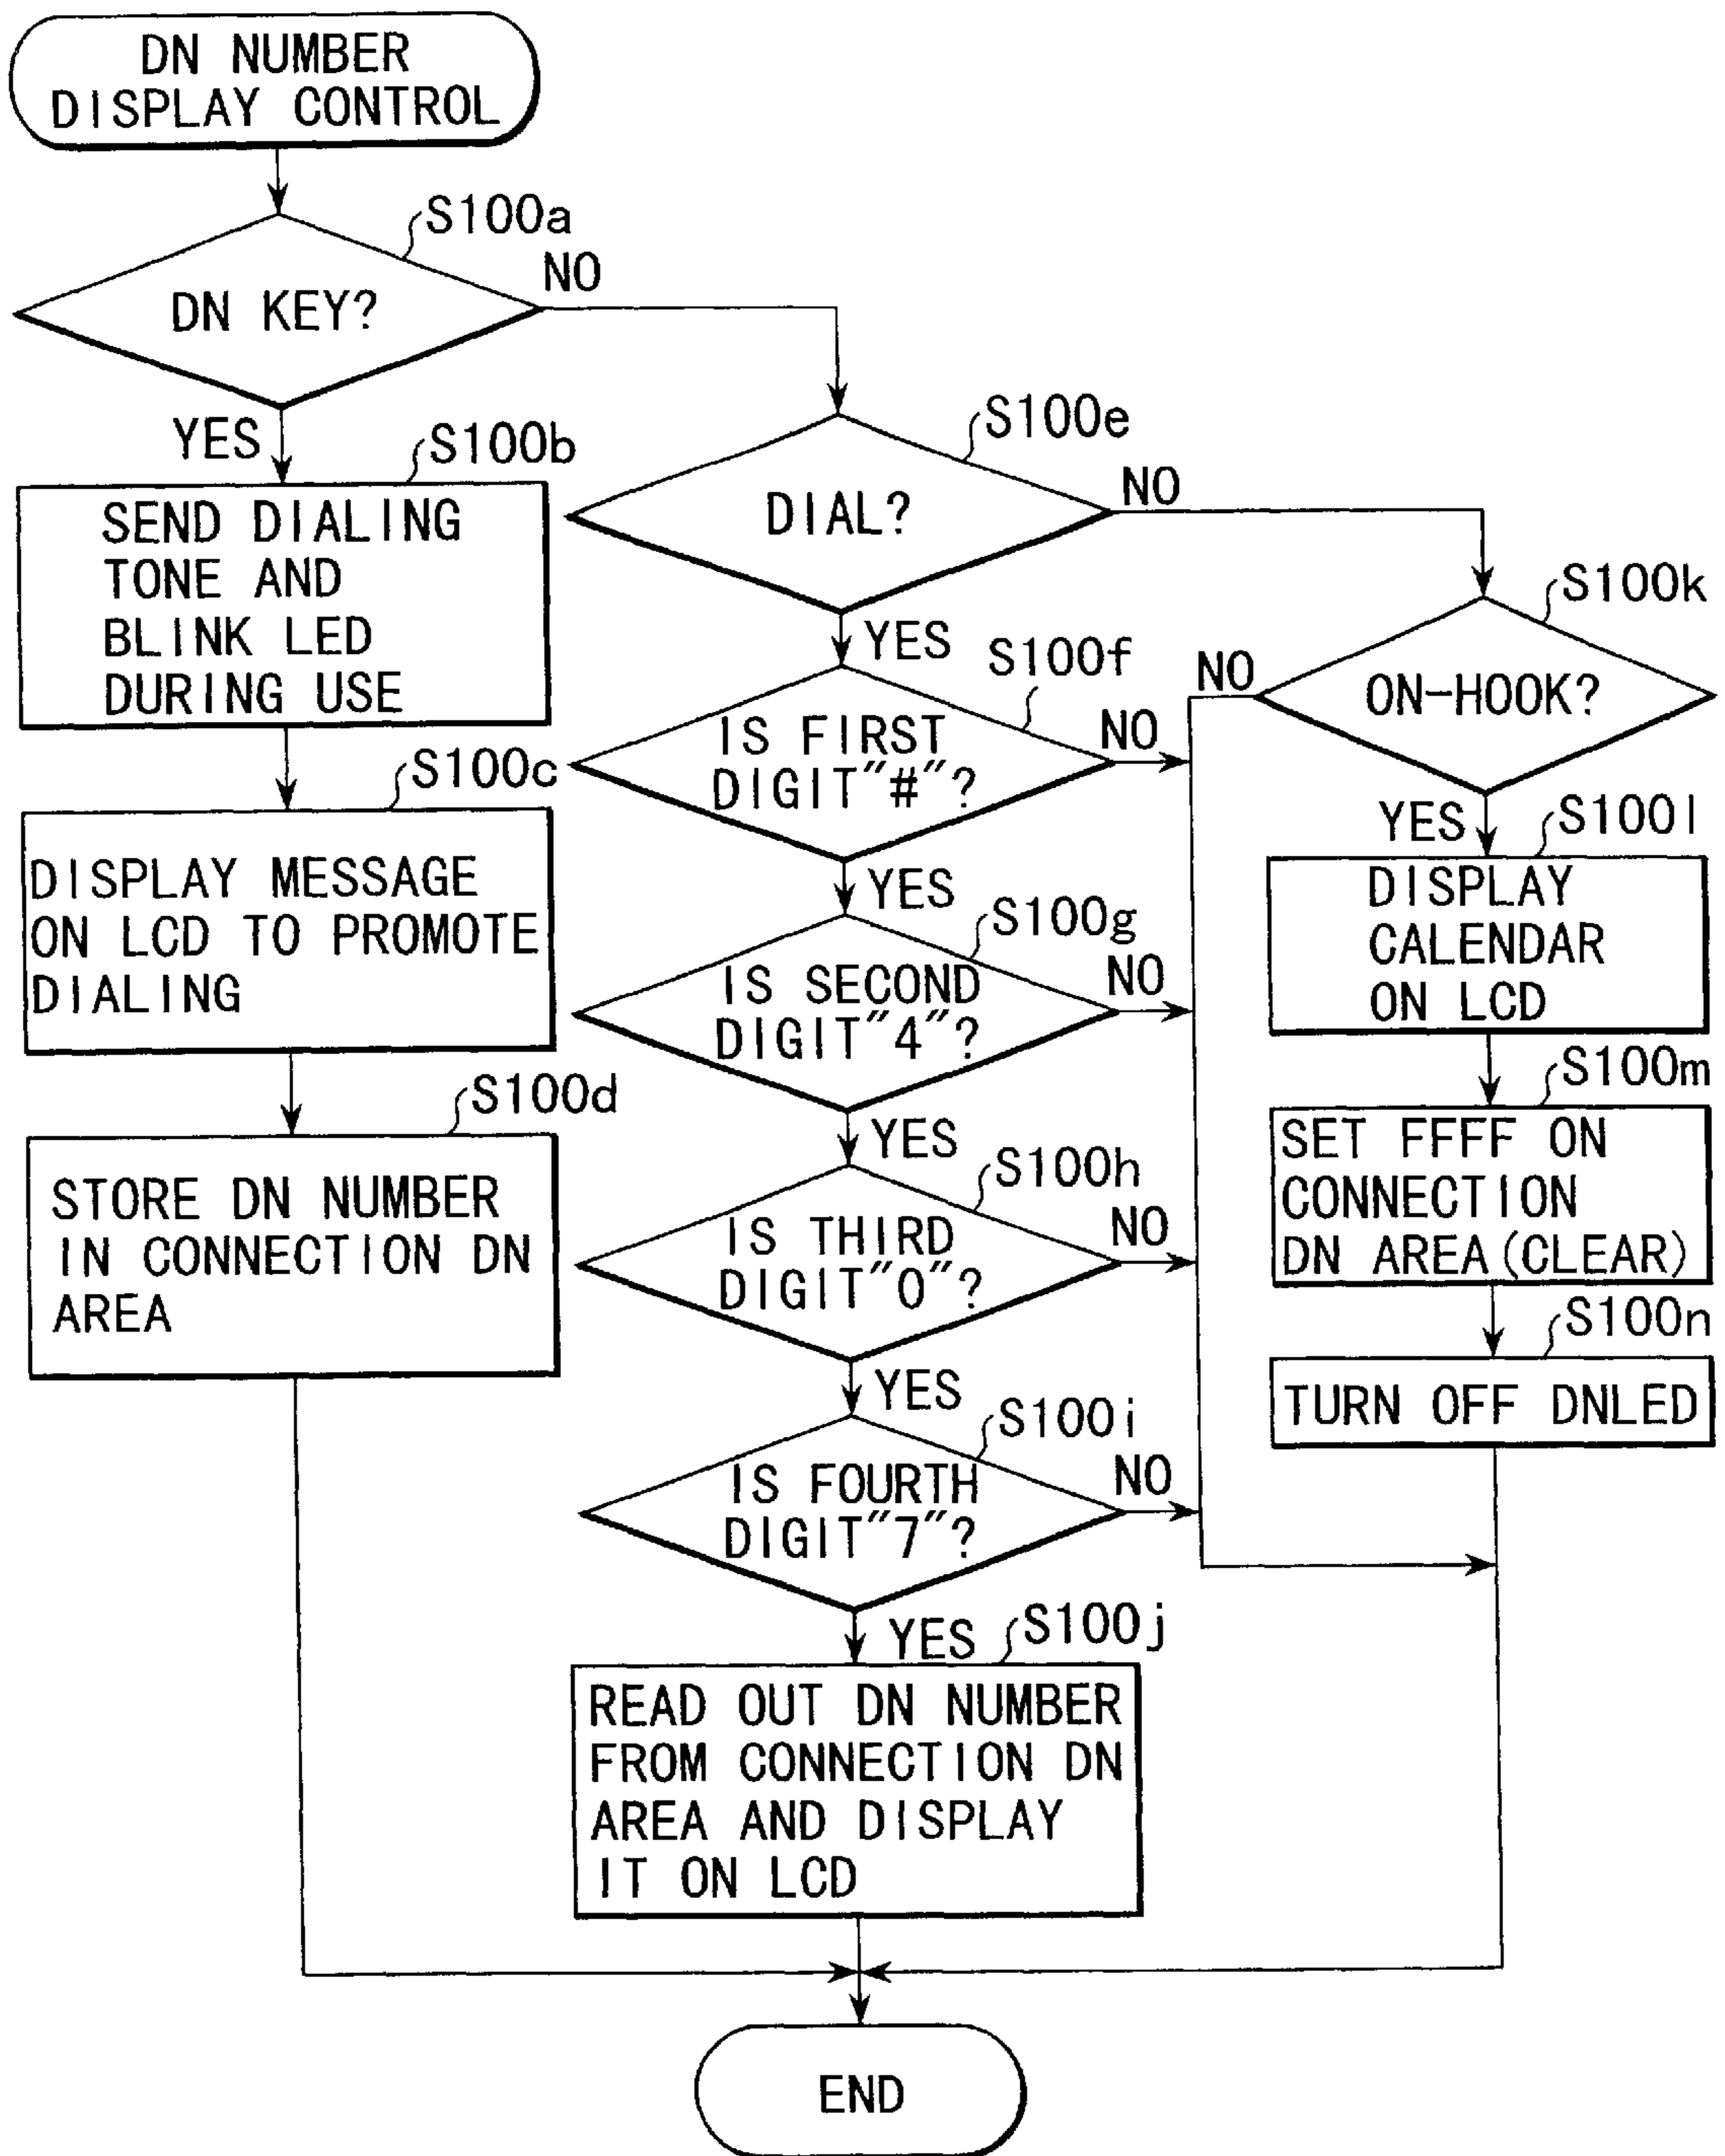 DN NUMBER
DISPLAY CONTROL
S100a
DN KEY?
NO
YES
S100b
SEND DIALING
TONE AND
BLINK LED
DURING USE
S100c
DISPLAY MESSAGE
ON LCD TO PROMOTE
DIALING
S100d
STORE DN NUMBER
IN CONNECTION DN
AREA
S100e
DIAL?
NO
YES
S100f
IS FIRST
DIGIT"#"?
NO
YES
S100g
IS SECOND
DIGIT"4"?
NO
YES
S100h
IS THIRD
DIGIT"0"?
NO
YES
S100i
IS FOURTH
DIGIT"7"?
NO
YES
S100j
READ OUT DN NUMBER
FROM CONNECTION DN
AREA AND DISPLAY
IT ON LCD
S100k
ON-HOOK?
NO
YES
S100l
DISPLAY
CALENDAR
ON LCD
S100m
SET FFFF ON
CONNECTION
DN AREA(CLEAR)
S100n
TURN OFF DNLED
END